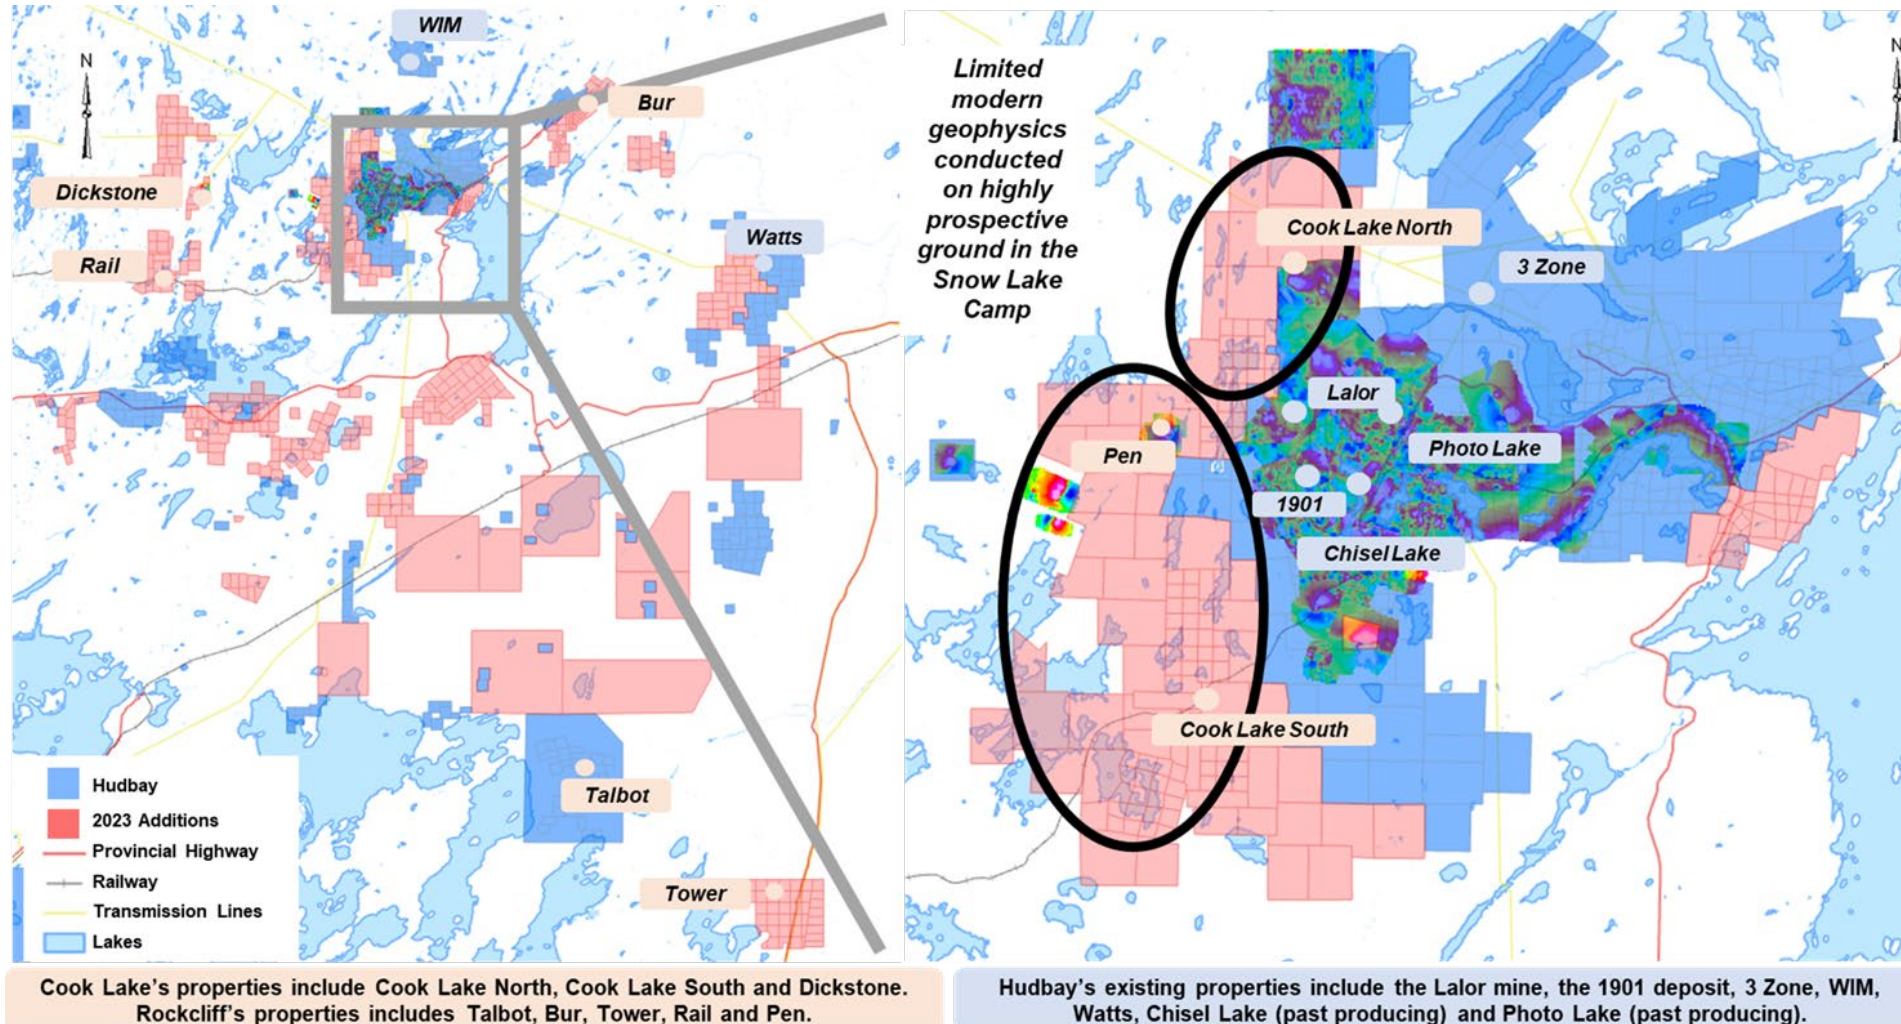 WIM
N
Bur
Dickstone
Watts
Rail
Talbot
Tower
Hudbay
2023 Additions
Provincial Highway
Railway
Transmission Lines
Lakes
Cook Lake's properties include Cook Lake North, Cook Lake South and Dickstone.
Rockcliff's properties includes Talbot, Bur, Tower, Rail and Pen.
Limited
modern
geophysics
conducted
on highly
prospective
ground in the
Snow Lake
Camp
N
Cook Lake North
3 Zone
Lalor
Pen
Photo Lake
1901
Chisel Lake
Cook Lake South
Hudbay's existing properties include the Lalor mine, the 1901 deposit, 3 Zone, WIM,
Watts, Chisel Lake (past producing) and Photo Lake (past producing).